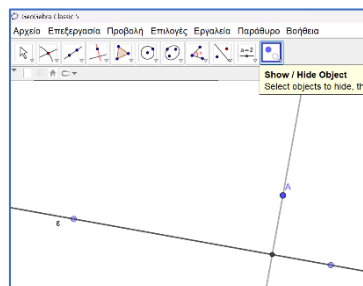 GeoGebra Classic 5
Αρχείο Επεξεργασία Προβολή Επιλογές Εργαλεία Παράθυρο Βοήθεια
a=2
Show / Hide Object
Select objects to hide, th
A
ε